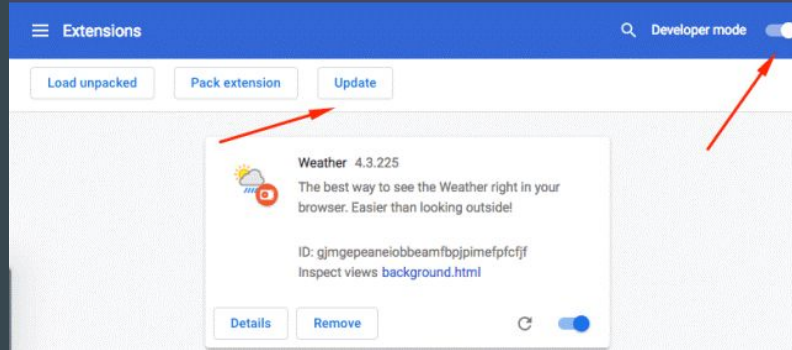 Extensions
Developer mode
Load unpacked
Pack extension
Update
Weather 4.3.225
The best way to see the Weather right in your
browser. Easier than looking outside!
ID: gjmgepeaneiobbeamfbpjpimefpfcfjf
Inspect views background.html
Details
Remove